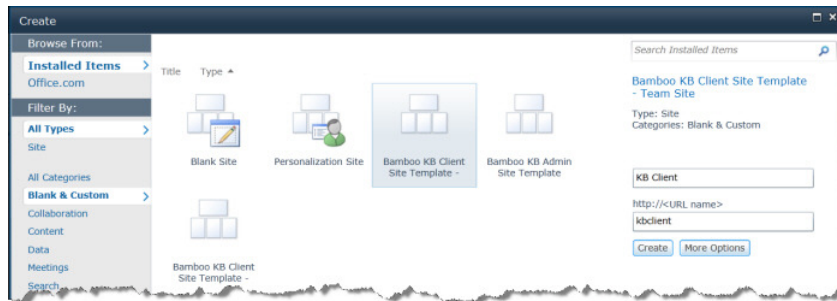 Create
Browse From:
Installed Items
Office.com
Filter By:
All Types
Site
All Categories
Blank & Custom
Collaboration
Content
Data
Meetings
Search
Title Type
Blank Site
Personalization Site
Bamboo KB Client
Site Template -
Bamboo KB Admin
Site Template
Bamboo KB Client
Site Template -
Search Installed Items
Bamboo KB Client Site Template
- Team Site
Type: Site
Categories: Blank & Custom
KB Client
http://<URL name>
kbclient
Create More Options